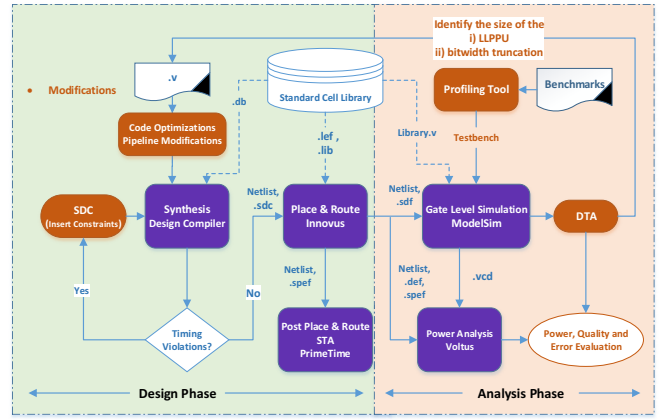 Identify the size of the
i) LLPPU
ii) bitwidth truncation
.v
Standard Cell Library
Profiling Tool
Benchmarks
• Modifications
.db
Code Optimizations
Pipeline Modifications
.lef ,
.lib
Library.v
Testbench
SDC
(Insert Constraints)
Synthesis
Design Compiler
Netlist,
.sdc
Place & Route
Innovus
Netlist,
.sdf
Gate Level Simulation
ModelSim
DTA
Yes
No
Netlist,
.spef
Netlist,
.def,
.spef
.vcd
Timing
Violations?
Post Place & Route
STA
PrimeTime
Power Analysis
Voltus
Power, Quality and
Error Evaluation
Design Phase
Analysis Phase